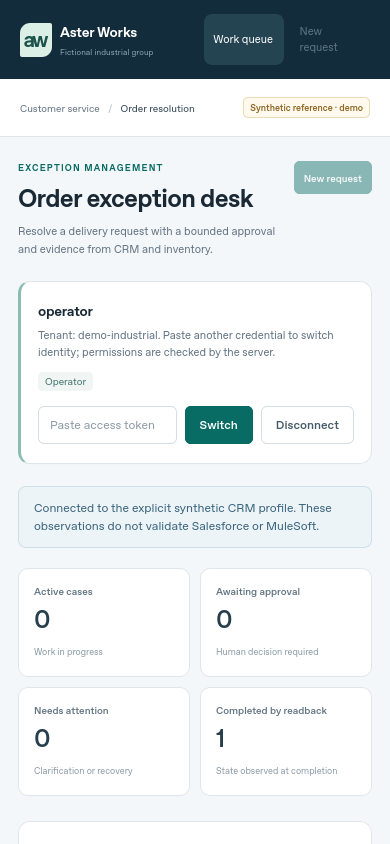 aw
Aster Works
Fictional industrial group
Work queue
New
request
Customer service / Order resolution
Synthetic reference · demo
EXCEPTION MANAGEMENT
New request
Order exception desk
Resolve a delivery request with a bounded approval
and evidence from CRM and inventory.
operator
Tenant: demo-industrial. Paste another credential to switch
identity; permissions are checked by the server.
Operator
Paste access token
Switch
Disconnect
Connected to the explicit synthetic CRM profile. These
observations do not validate Salesforce or MuleSoft.
Active cases
0
Work in progress
Awaiting approval
0
Human decision required
Needs attention
0
Clarification or recovery
Completed by readback
1
State observed at completion